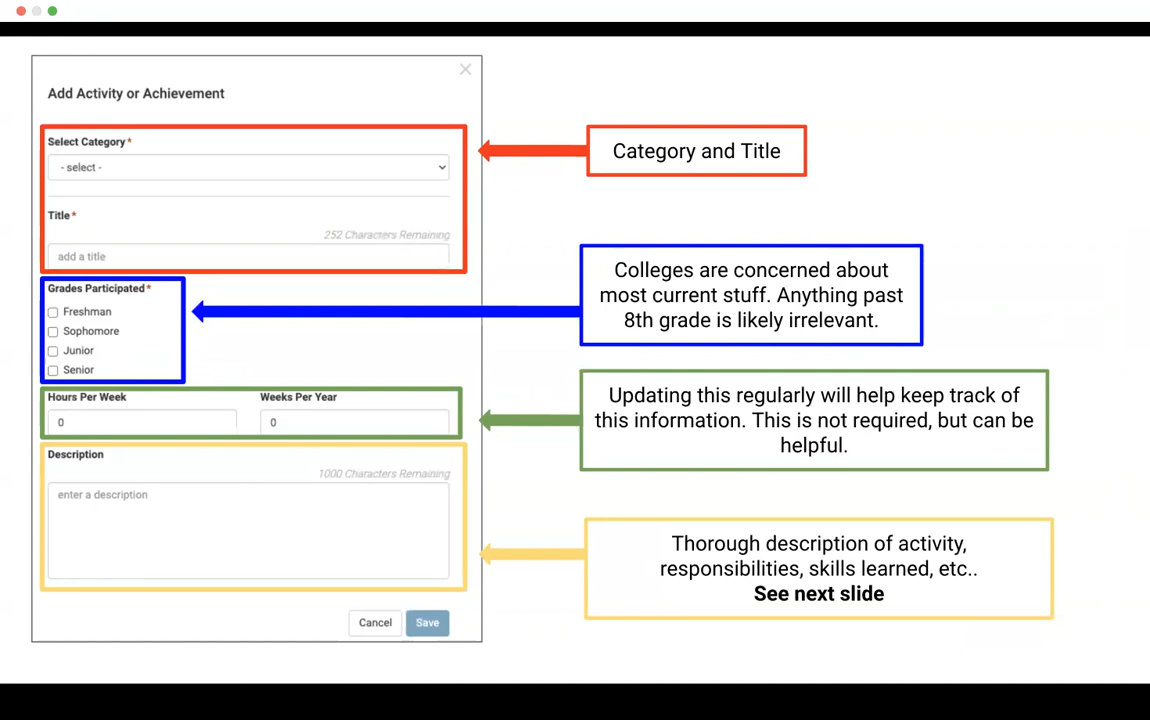 Add Activity or Achievement
Select Category*
- select -
Title*
252 Characters Remaining
add a title
Grades Participated*
Freshman
Sophomore
Junior
Senior
Hours Per Week
Weeks Per Year
0
0
Description
1000 Characters Remaining
enter a description
Cancel
Save
Category and Title
Colleges are concerned about
most current stuff. Anything past
8th grade is likely irrelevant.
Updating this regularly will help keep track of
this information. This is not required, but can be
helpful.
Thorough description of activity,
responsibilities, skills learned, etc..
See next slide